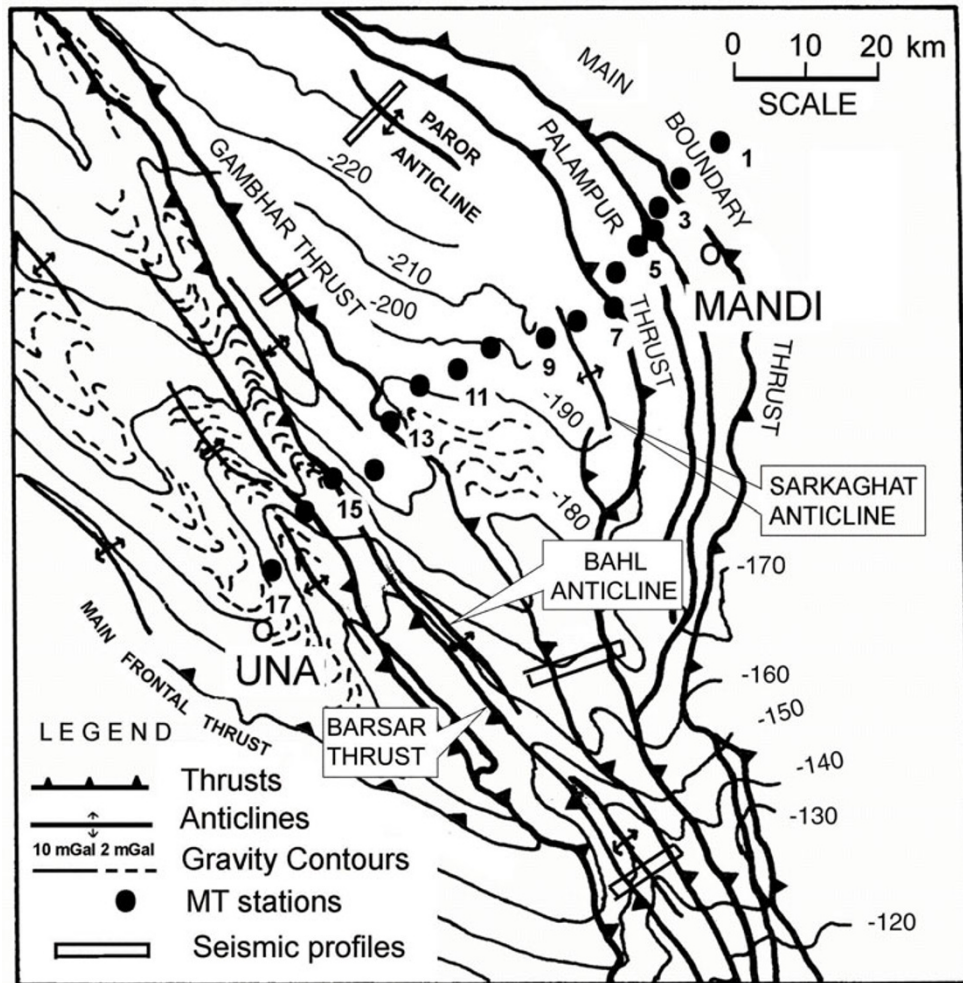 0 10 20 km
SCALE
MAIN
BOUNDARY
THRUST
PALAMPUR
THRUST
PAROR
ANTICLINE
GAMBHAR THRUST
-220
-210
-200
-190
-180
-170
-160
-150
-140
-130
-120
1
3
5
7
9
11
13
15
17
MANDI
SARKAGHAT
ANTICLINE
BAHL
ANTICLINE
UNA
MAIN FRONTAL THRUST
BARSAR
THRUST
LEGEND
Thrusts
Anticlines
10 mGal 2 mGal
Gravity Contours
MT stations
Seismic profiles